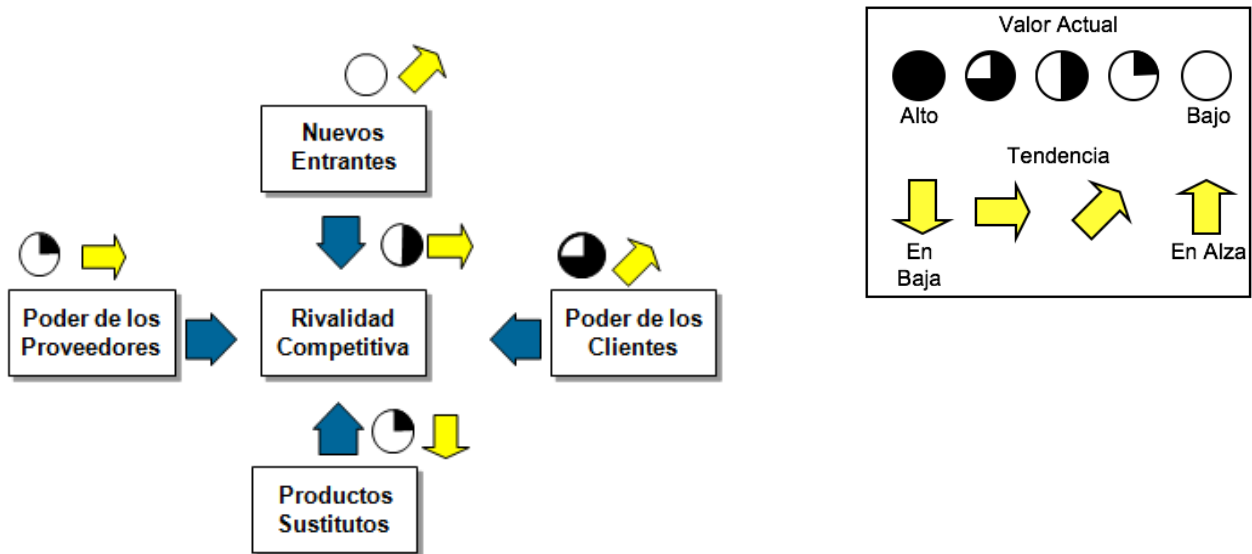 Nuevos
Entrantes
Poder de los
Proveedores
Rivalidad
Competitiva
Poder de los
Clientes
Productos
Sustitutos
Valor Actual
Alto
Bajo
Tendencia
En
Baja
En Alza